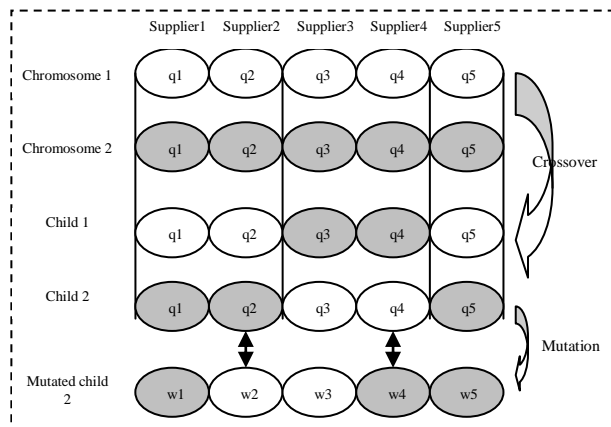 Supplier1 Supplier2 Supplier3 Supplier4 Supplier5
Chromosome 1 q1 q2 q3 q4 q5
Chromosome 2 q1 q2 q3 q4 q5
Crossover
Child 1 q1 q2 q3 q4 q5
Child 2 q1 q2 q3 q4 q5
Mutation
Mutated child
2
w1 w2 w3 w4 w5